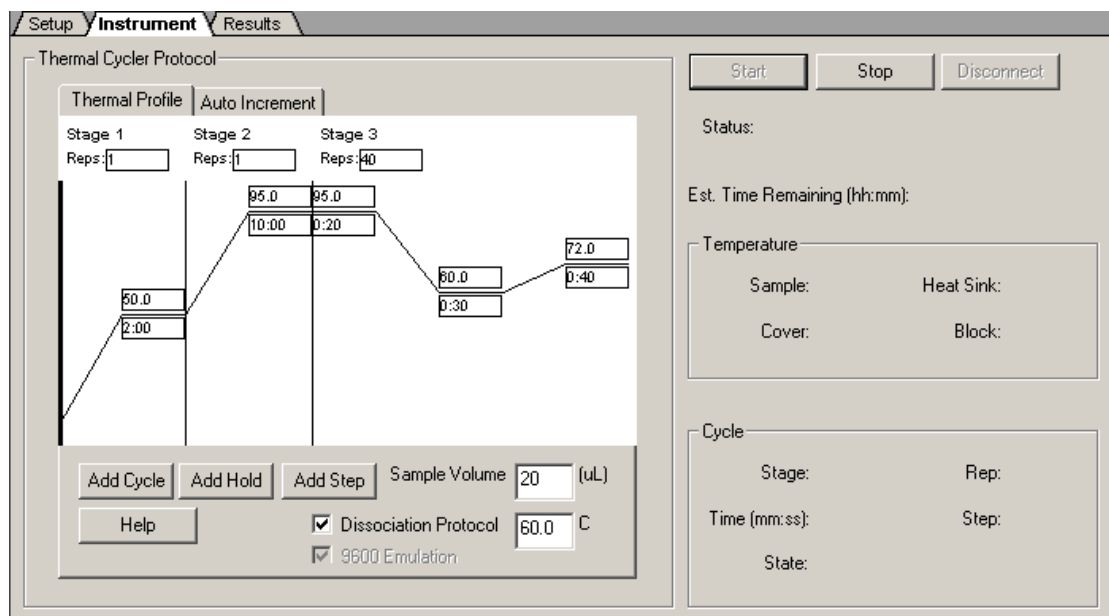 Setup Instrument Results
Thermal Cycler Protocol
Thermal Profile Auto Increment
Stage 1 Stage 2 Stage 3
Reps: 1 Reps: 1 Reps: 40
95.0 95.0
10:00 0:20
72.0
0:40
60.0
0:30
50.0
2:00
Add Cycle Add Hold Add Step Sample Volume 20 (uL)
Help Dissociation Protocol 60.0 C
9600 Emulation
Start Stop Disconnect
Status:
Est. Time Remaining (hh:mm):
Temperature
Sample: Heat Sink:
Cover: Block:
Cycle
Stage: Rep:
Time (mm:ss): Step:
State: